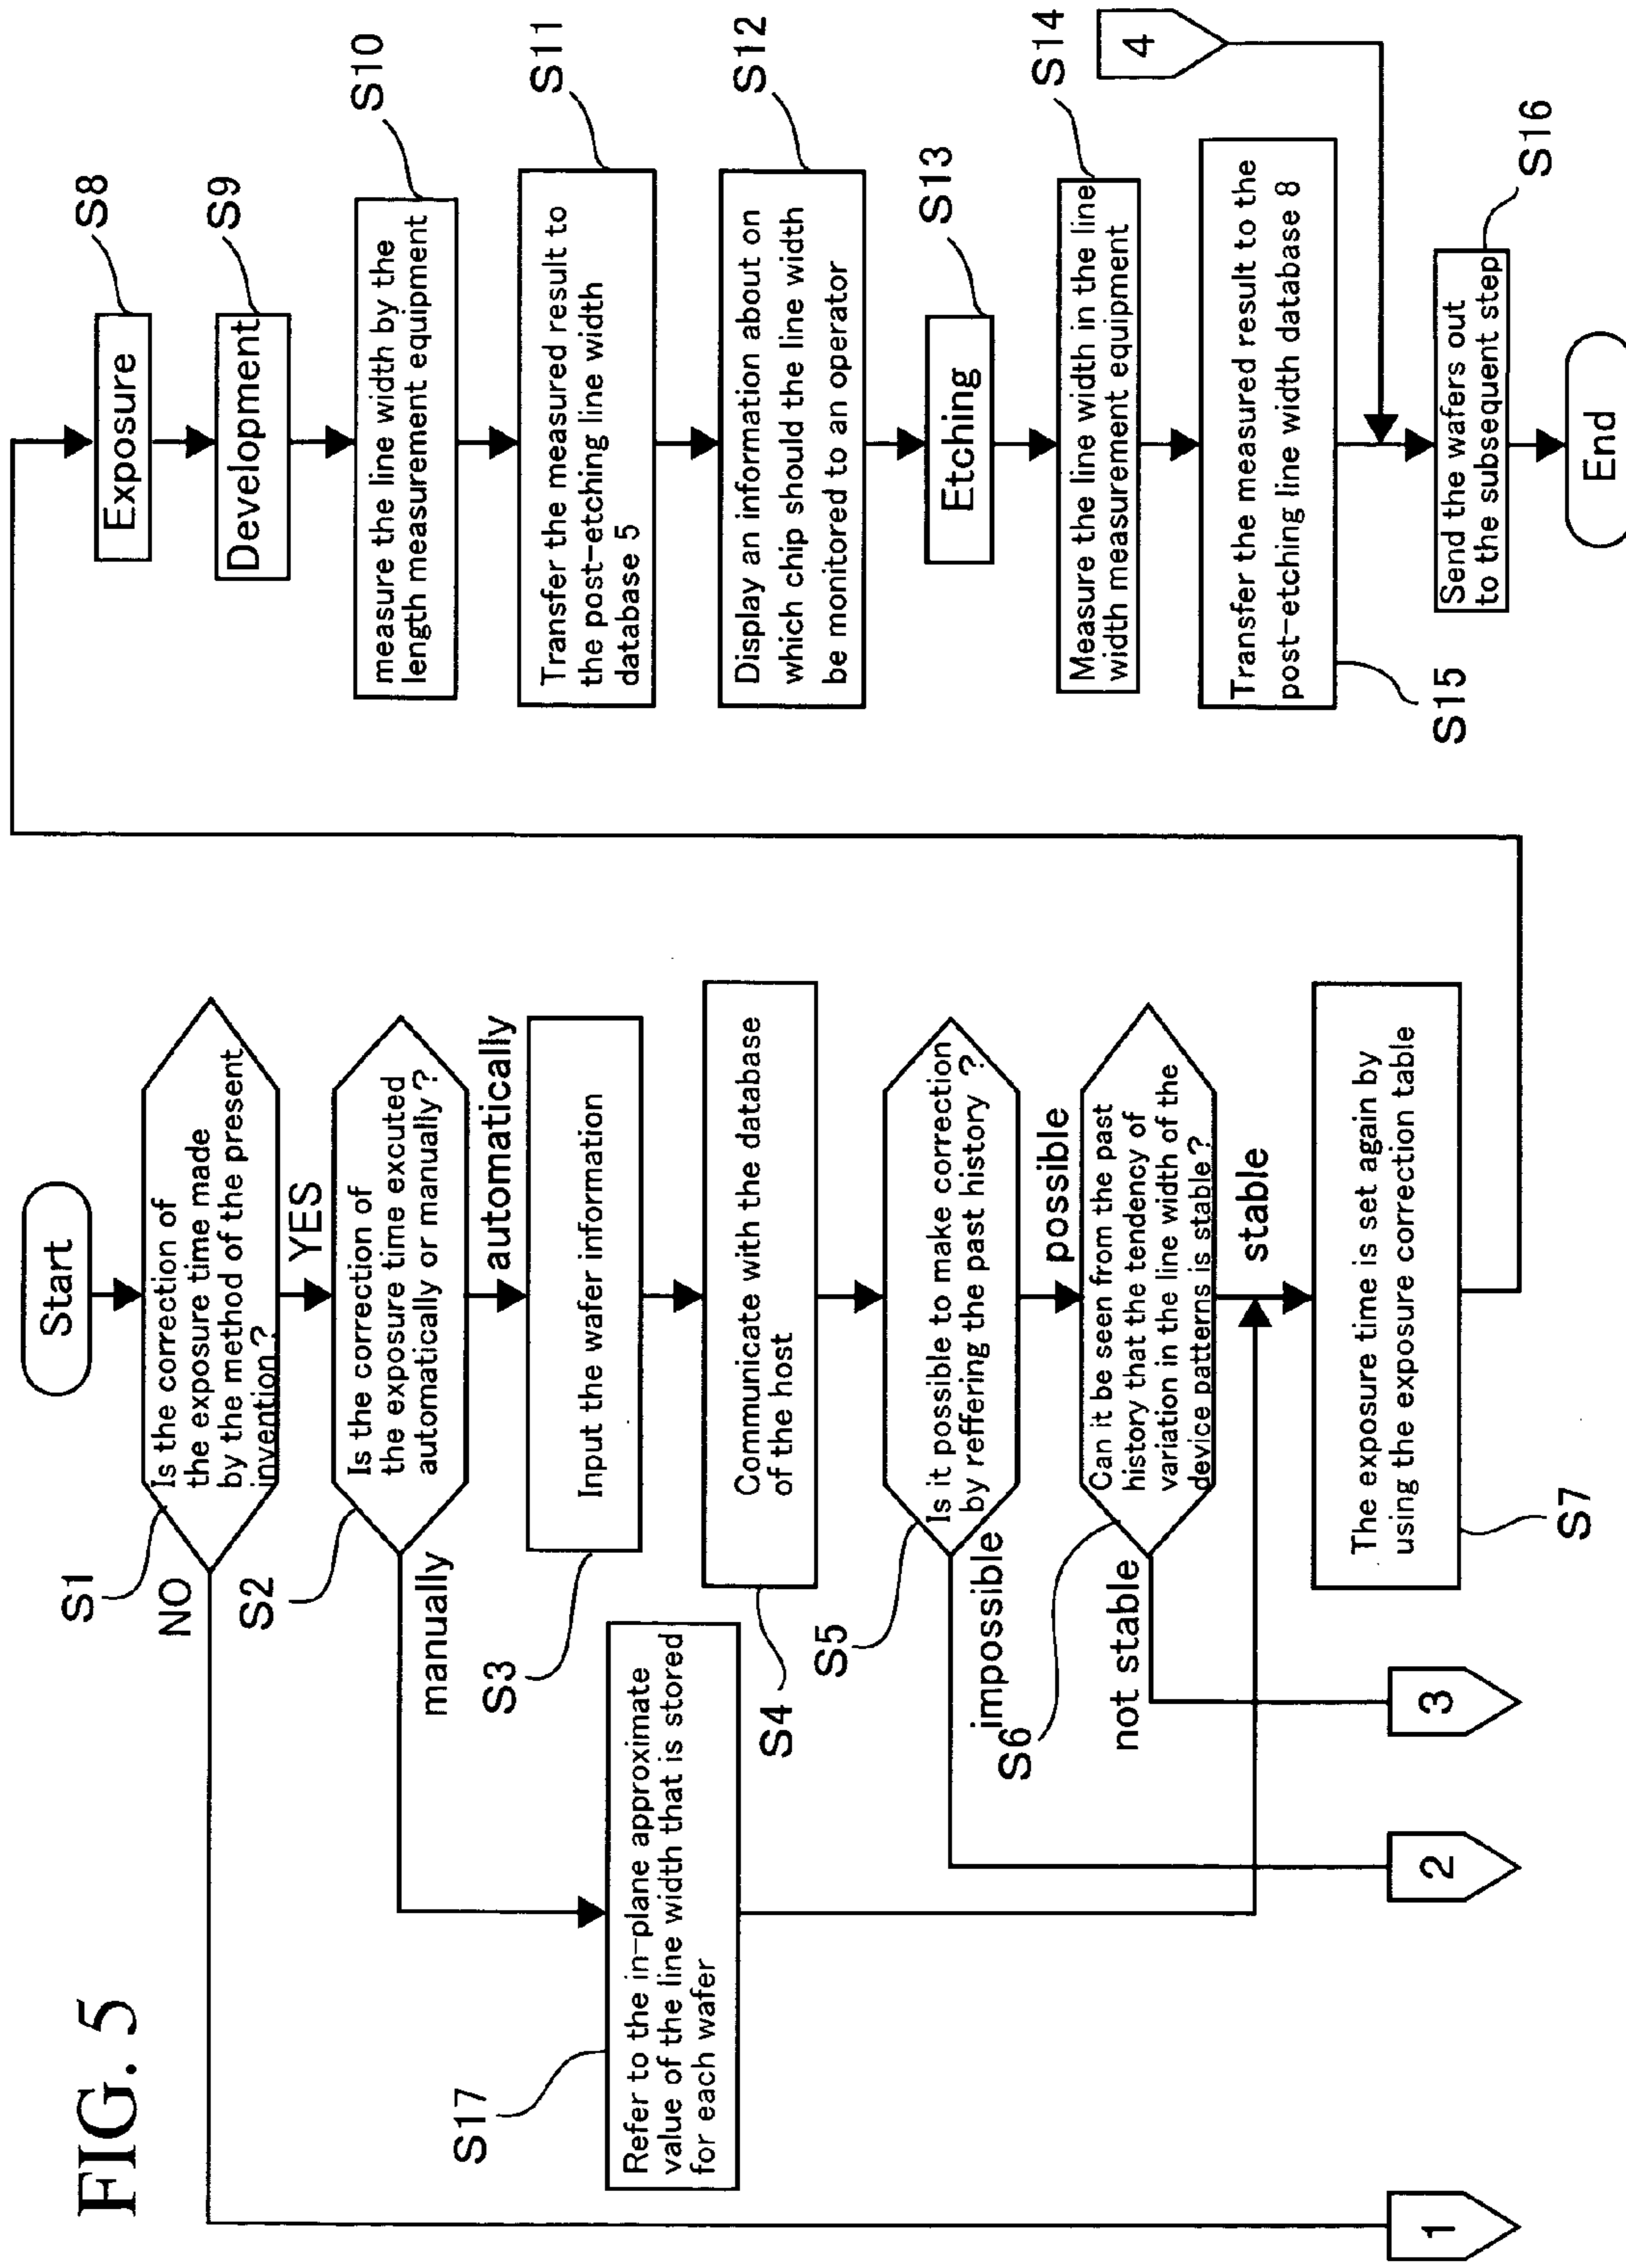 FIG. 5
Start
S1
Is the correction of
the exposure time made
by the method of the present
invention?
NO
YES
S2
Is the correction of
the exposure time excuted
automatically or manually?
manually
automatically
S3
Input the wafer information
S17
Refer to the in-plane approximate
value of the line width that is stored
for each wafer
S4
Communicate with the database
of the host
S5
Is it possible to make correction
by reffering the past history ?
impossible
possible
S6
Can it be seen from the past
history that the tendency of
variation in the line width of the
device patterns is stable?
not stable
stable
S7
The exposure time is set again by
using the exposure correction table
1
2
3
S8
Exposure
S9
Development
S10
measure the line width by the
length measurement equipment
S11
Transfer the measured result to
the post-etching line width
database 5
S12
Display an information about on
which chip should the line width
be monitored to an operator
S13
Etching
S14
Measure the line width in the line
width measurement equipment
S15
Transfer the measured result to the
post-etching line width database 8
4
S16
Send the wafers out
to the subsequent step
End